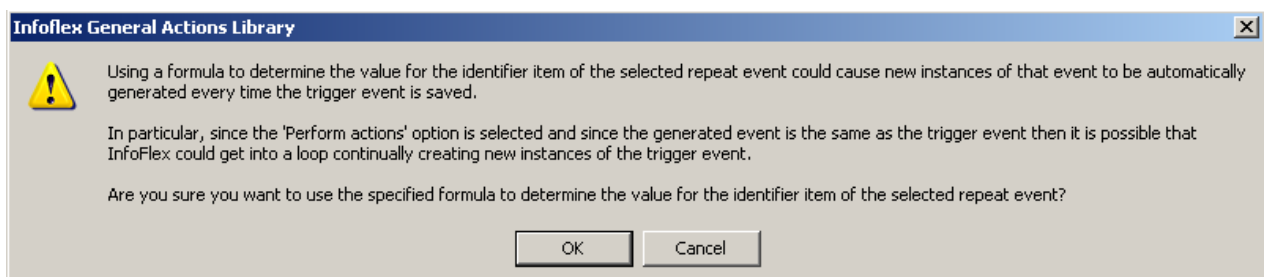 Infoflex General Actions Library
Using a formula to determine the value for the identifier item of the selected repeat event could cause new instances of that event to be automatically
generated every time the trigger event is saved.
In particular, since the 'Perform actions' option is selected and since the generated event is the same as the trigger event then it is possible that
InfoFlex could get into a loop continually creating new instances of the trigger event.
Are you sure you want to use the specified formula to determine the value for the identifier item of the selected repeat event?
OK Cancel